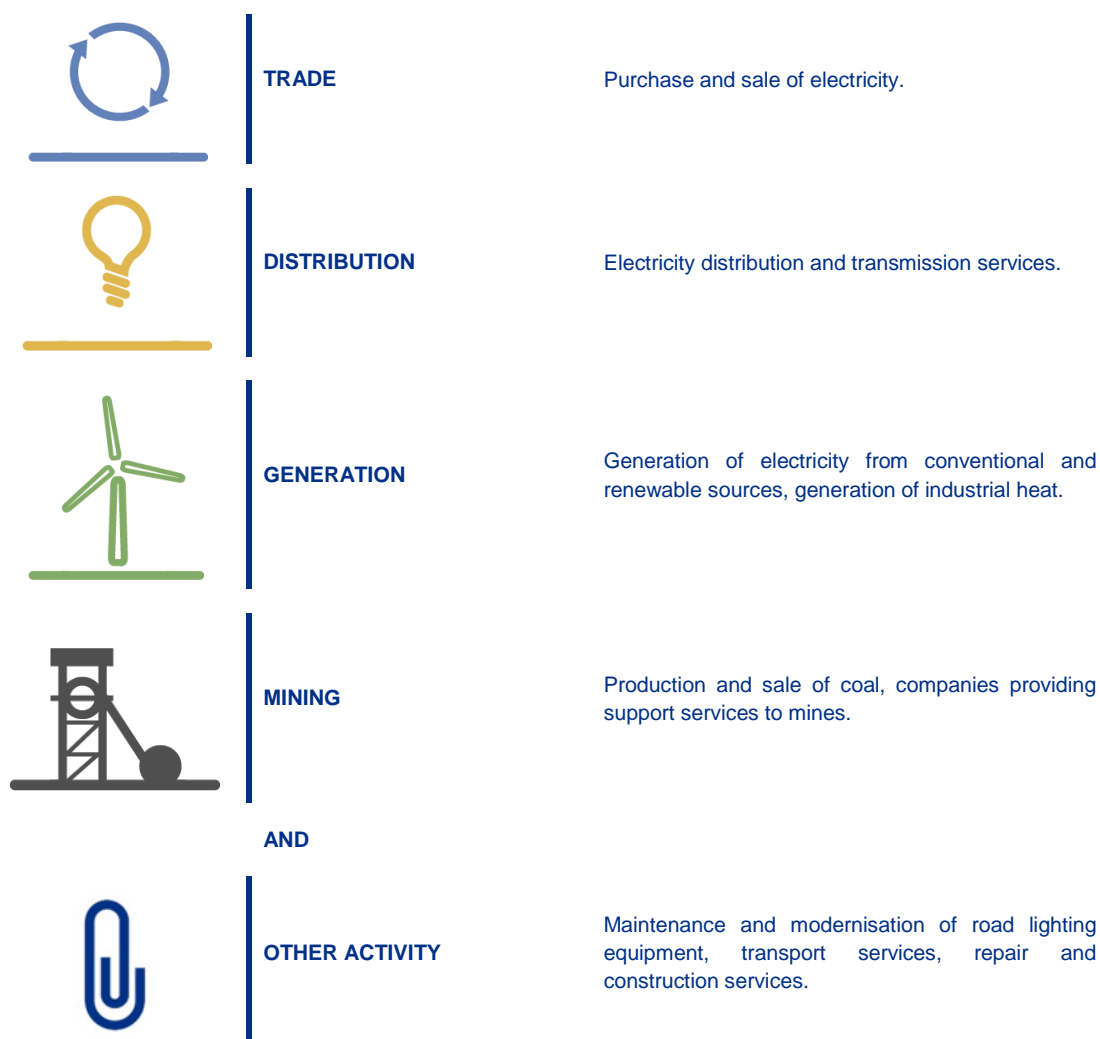 TRADE
Purchase and sale of electricity.
DISTRIBUTION
Electricity distribution and transmission services.
GENERATION
Generation of electricity from conventional and
renewable sources, generation of industrial heat.
MINING
Production and sale of coal, companies providing
support services to mines.
AND
OTHER ACTIVITY
Maintenance and modernisation of road lighting
equipment, transport services, repair and
construction services.